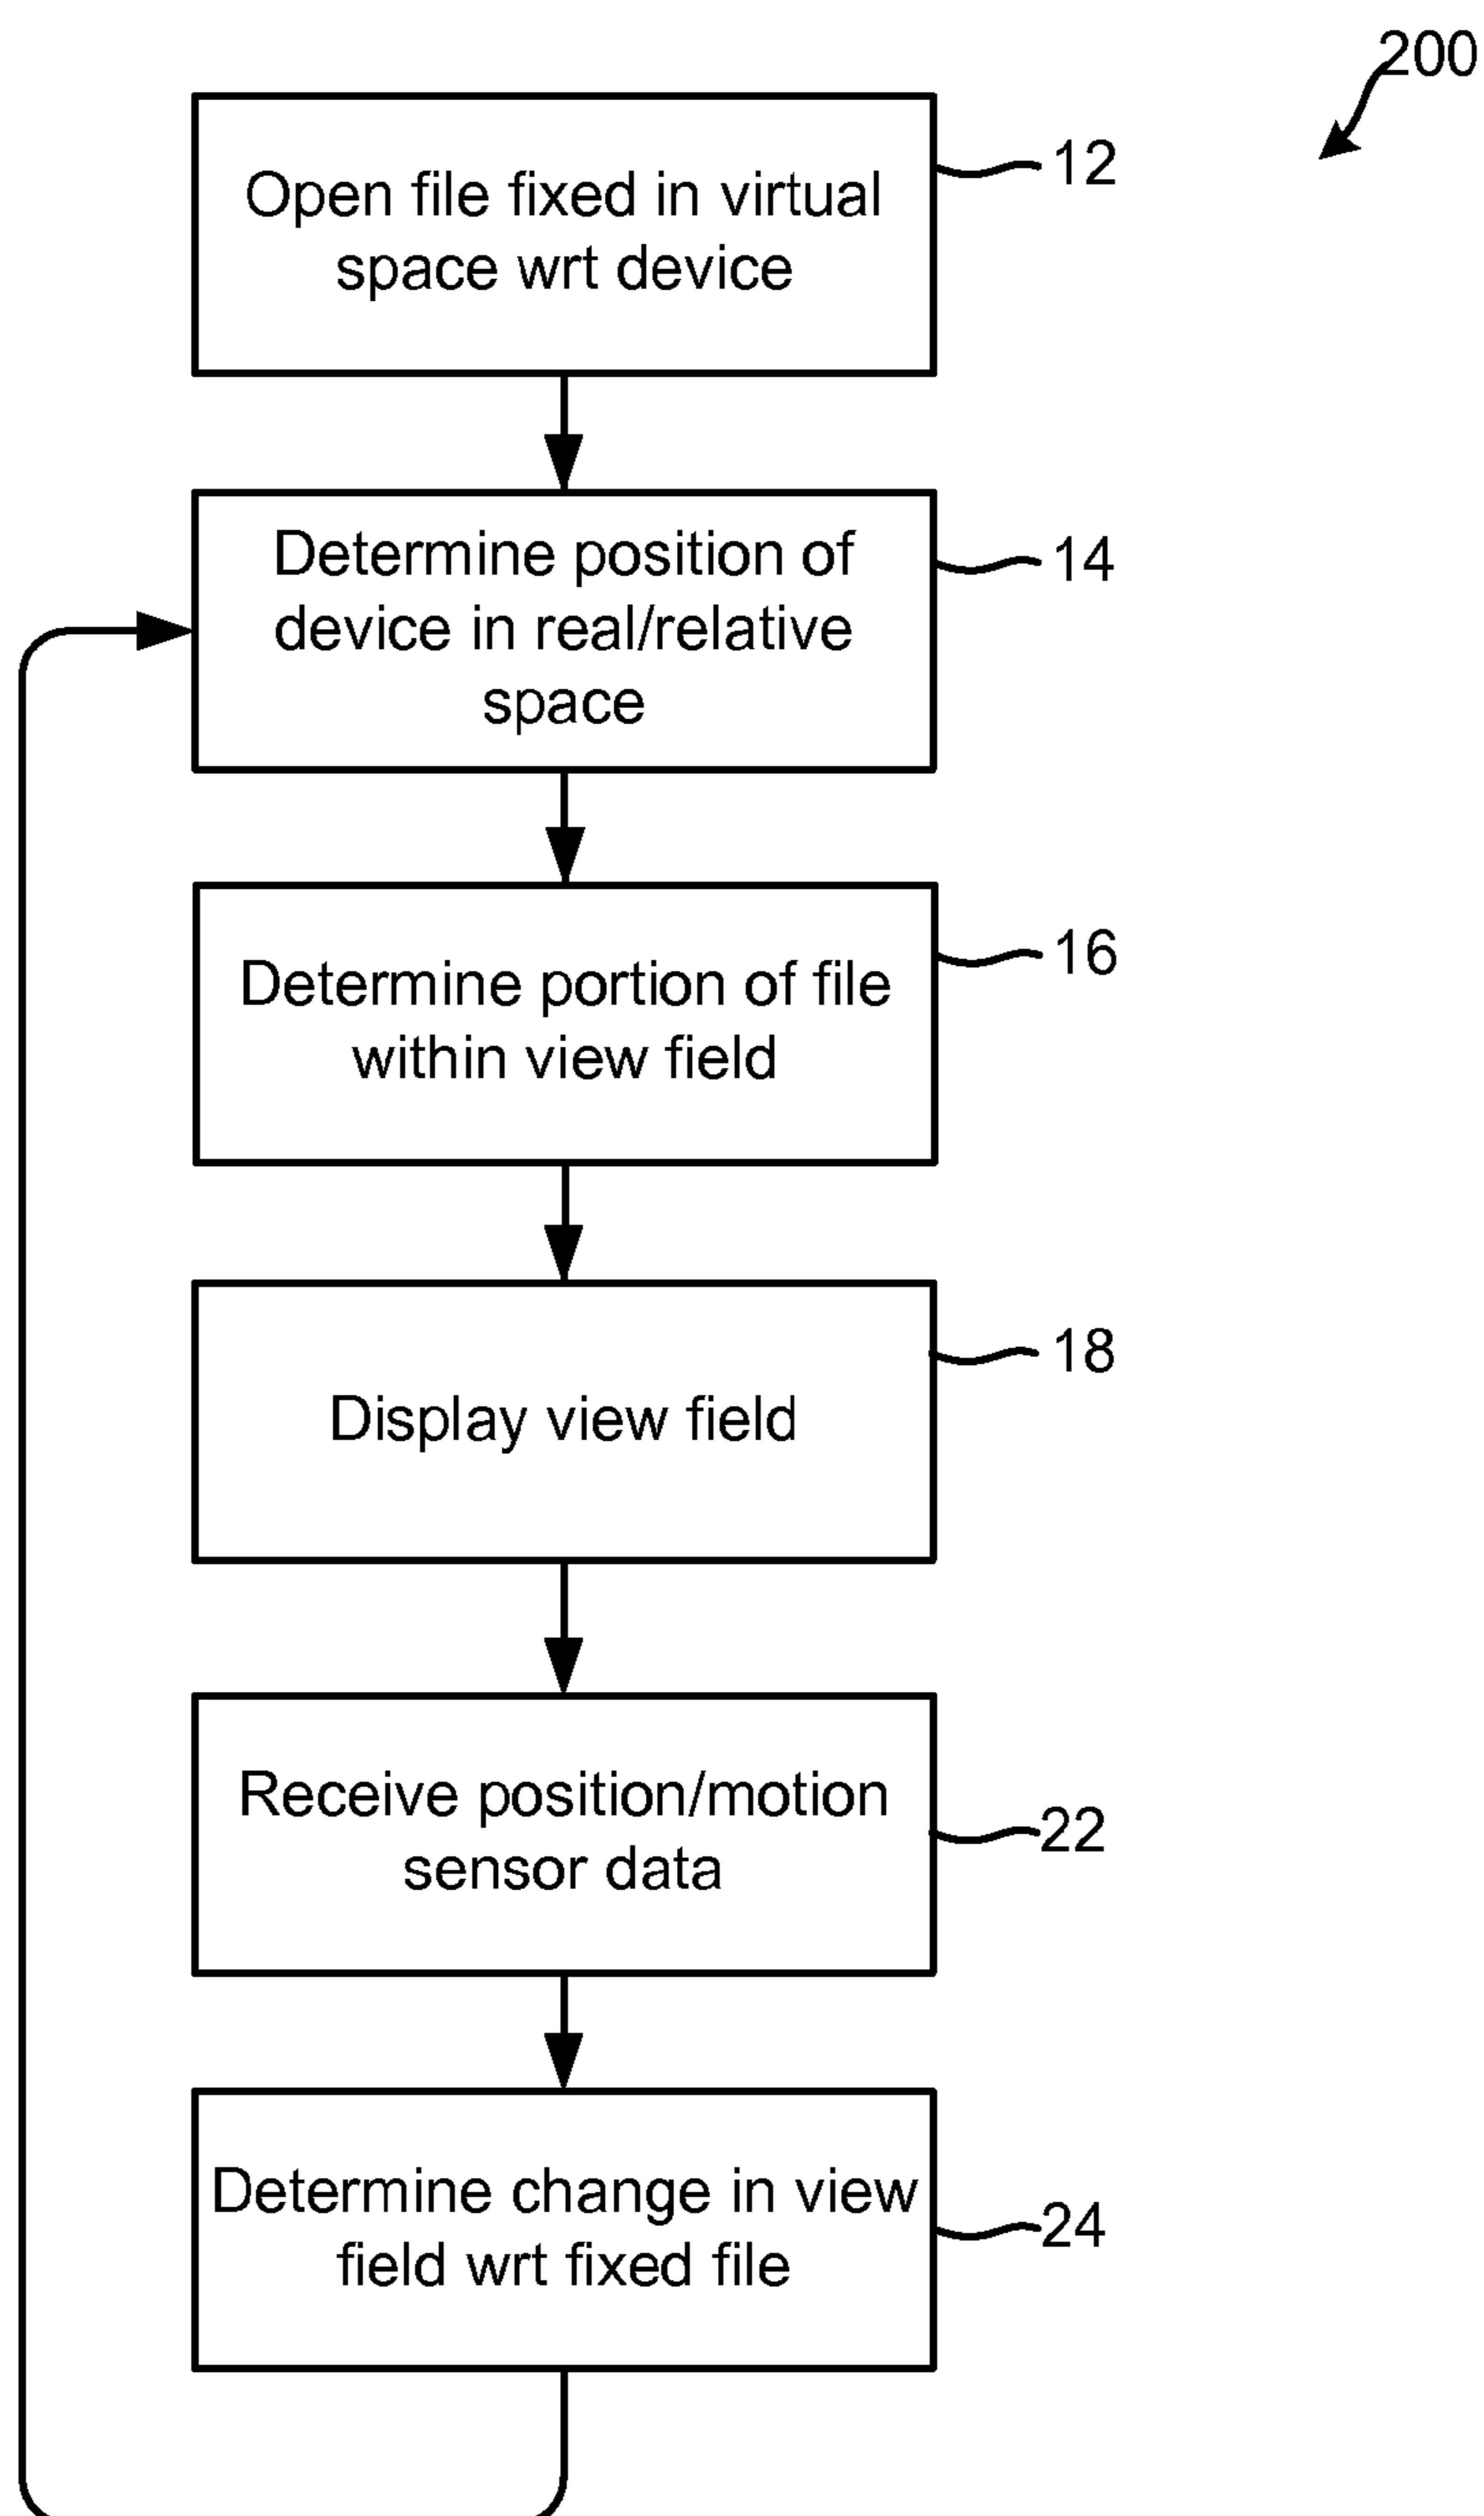 200
Open file fixed in virtual
space wrt device
12
Determine position of
device in real/relative
space
14
Determine portion of file
within view field
16
Display view field
18
Receive position/motion
sensor data
22
Determine change in view
field wrt fixed file
24